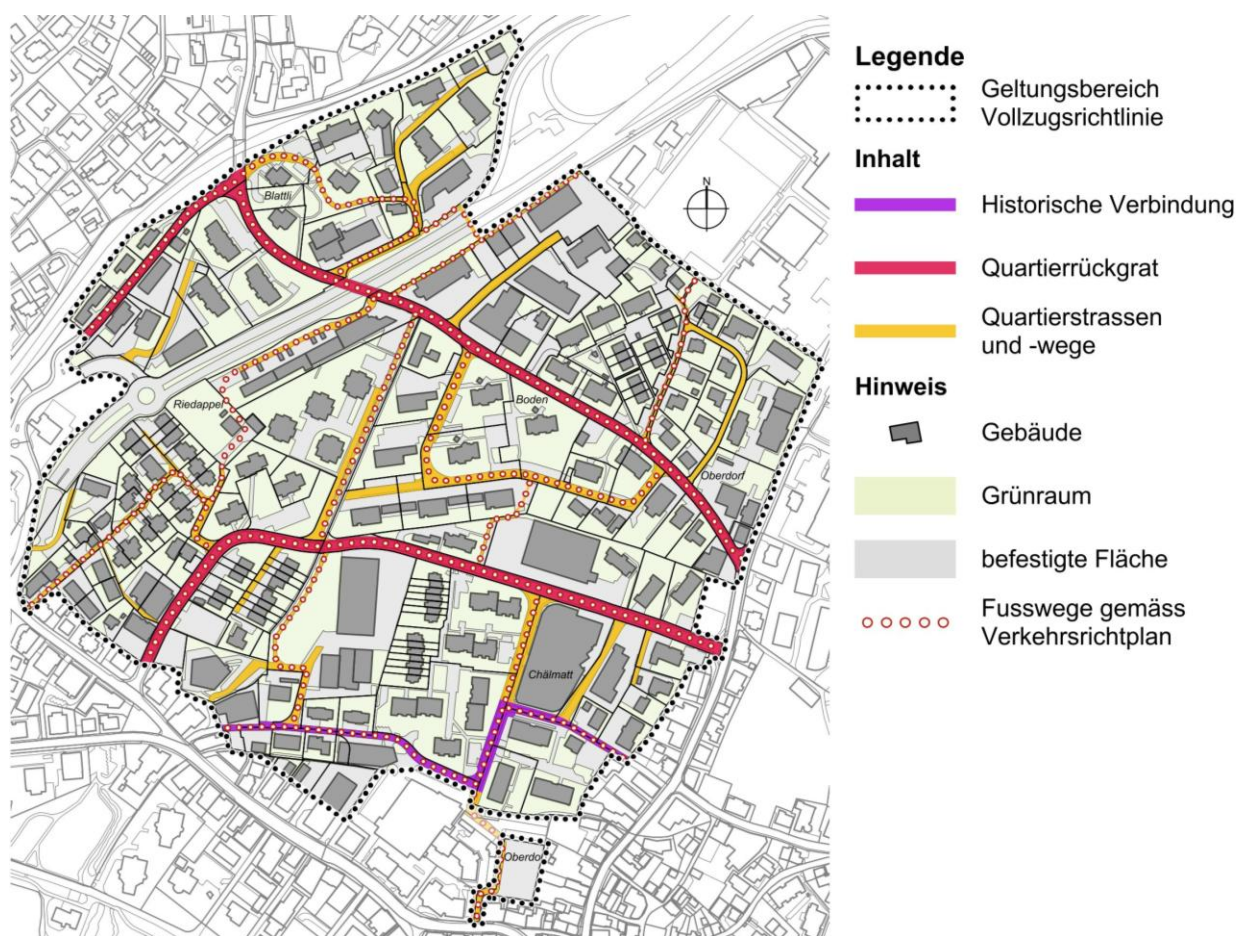 Blattli
N
Riedappel
Boden
Oberdorf
Chälmatt
Oberdorf
Legende
Geltungsbereich
Vollzugsrichtlinie
Inhalt
Historische Verbindung
Quartierrückgrat
Quartierstrassen
und -wege
Hinweis
Gebäude
Grünraum
befestigte Fläche
Fusswege gemäss
Verkehrsrichtplan